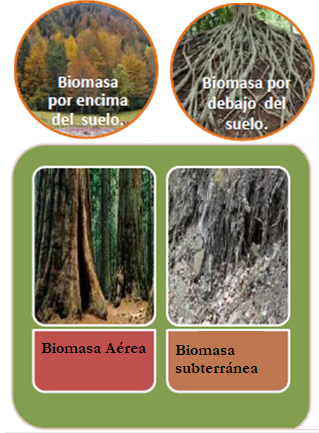 Biomasa
por encima
del suelo.
Biomasa por
debajo del
suelo.
Biomasa Aérea
Biomasa
subterránea